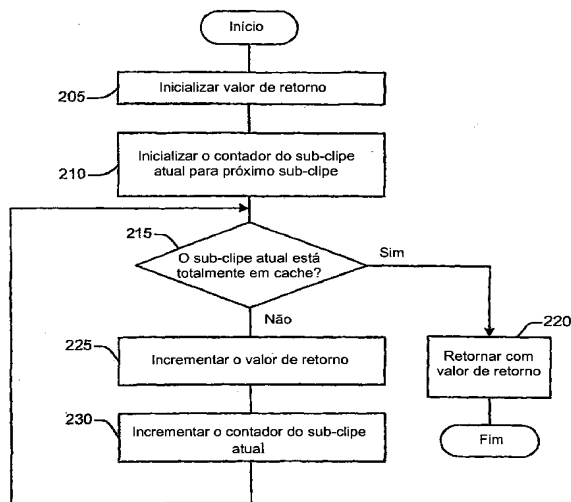 Início
205
Inicializar valor de retorno
210
Inicializar o contador do sub-clipe
atual para próximo sub-clipe
215
O sub-clipe atual está
totalmente em cache?
Sim
Não
220
Retornar com
valor de retorno
225
Incrementar o valor de retorno
230
Incrementar o contador do sub-clipe
atual
Fim